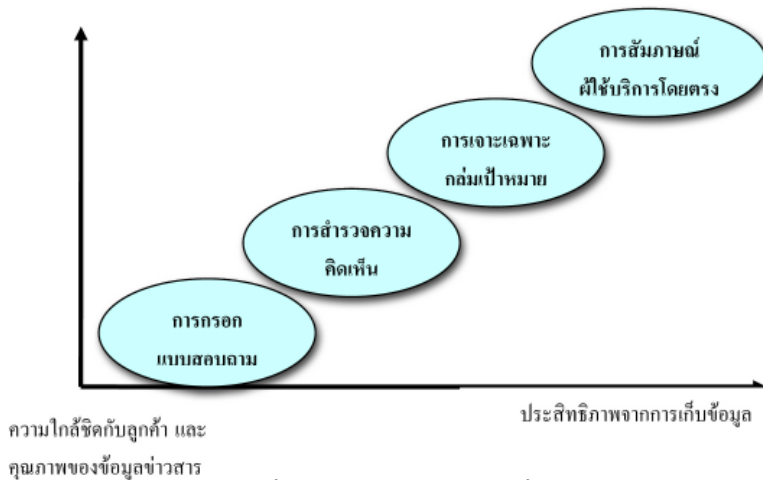 การสัมภาษณ์
ผู้ใช้บริการโดยตรง
การเจาะเฉพาะ
กลุ่มเป้าหมาย
การสำรวจความ
คิดเห็น
การกรอก
แบบสอบถาม
ประสิทธิภาพจากการเก็บข้อมูล
ความใกล้ชิดกับลูกค้า และ
คุณภาพของข้อมูลข่าวสาร